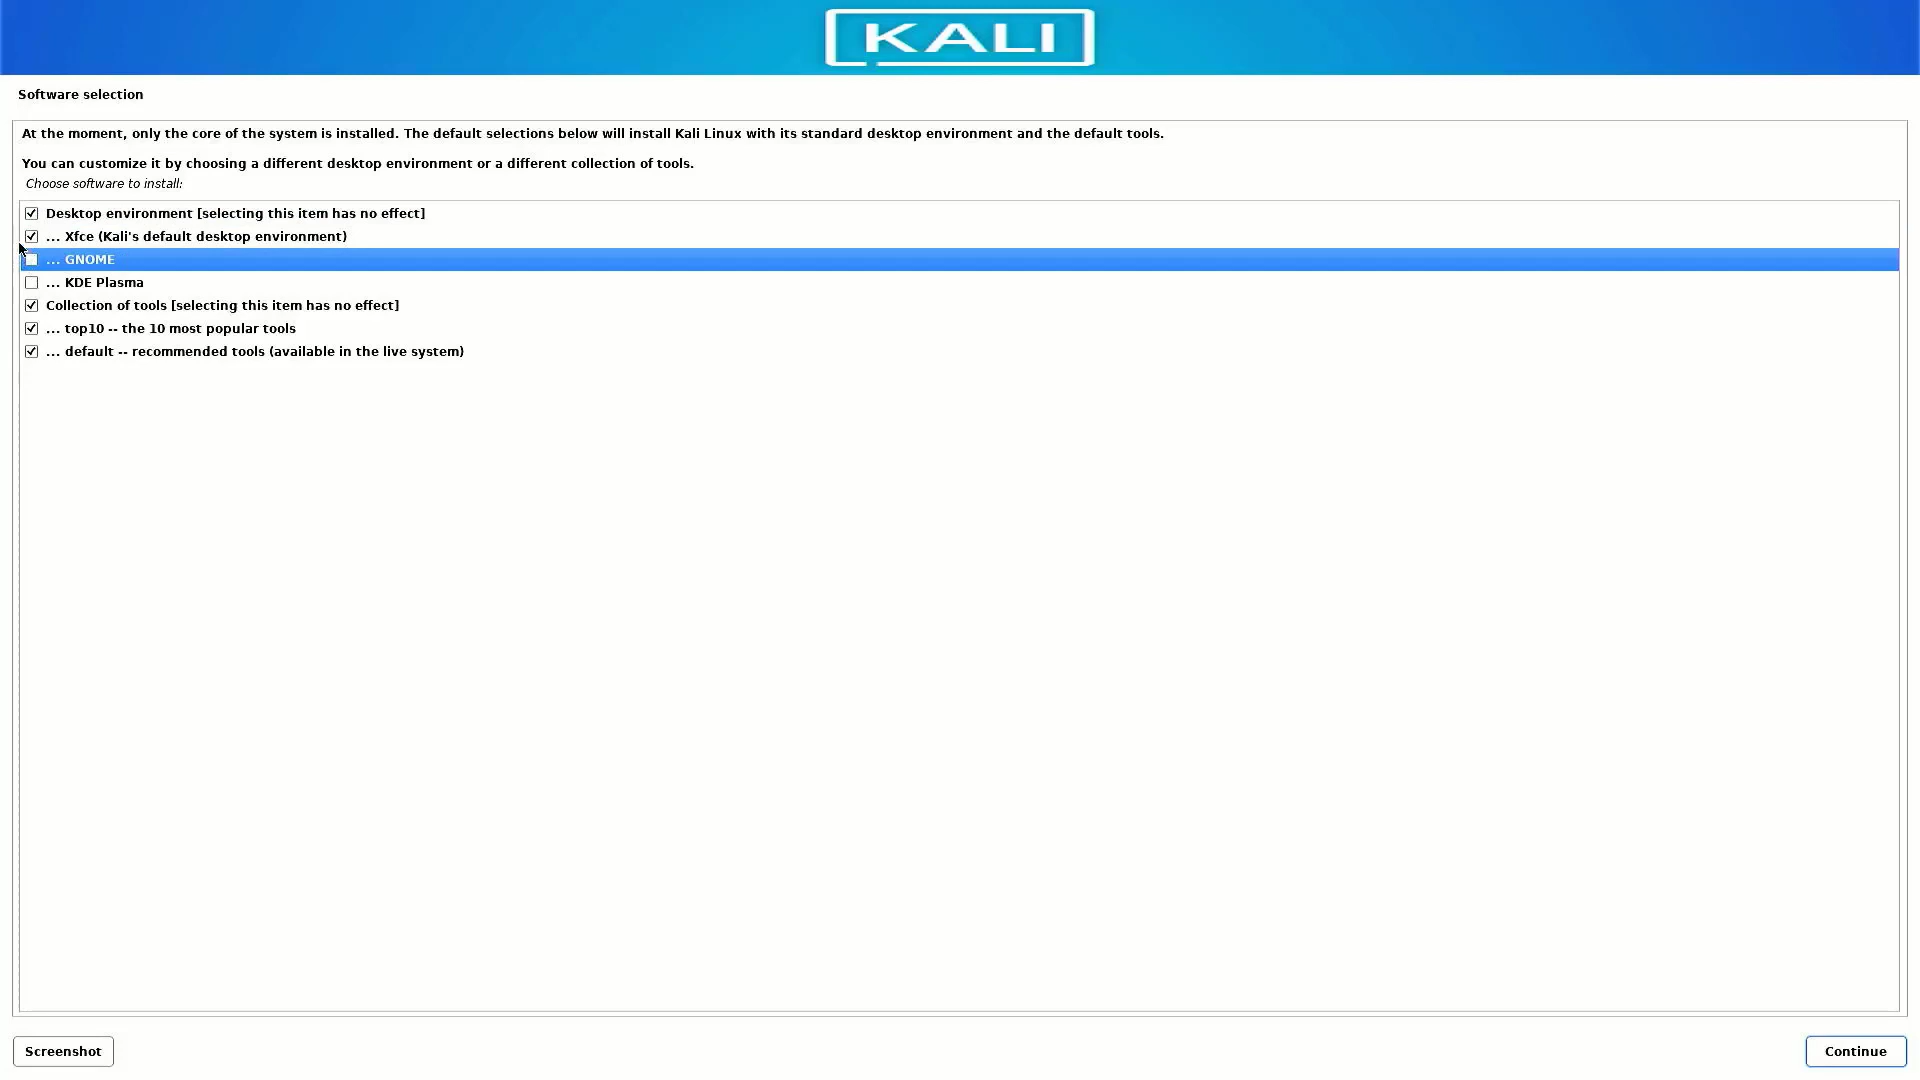 KALI
Software selection
At the moment, only the core of the system is installed. The default selections below will install Kali Linux with its standard desktop environment and the default tools.
You can customize it by choosing a different desktop environment or a different collection of tools.
Choose software to install:
Desktop environment [selecting this item has no effect]
... Xfce (Kali's default desktop environment)
... GNOME
... KDE Plasma
Collection of tools [selecting this item has no effect]
... top10 -- the 10 most popular tools
... default -- recommended tools (available in the live system)
Screenshot
Continue